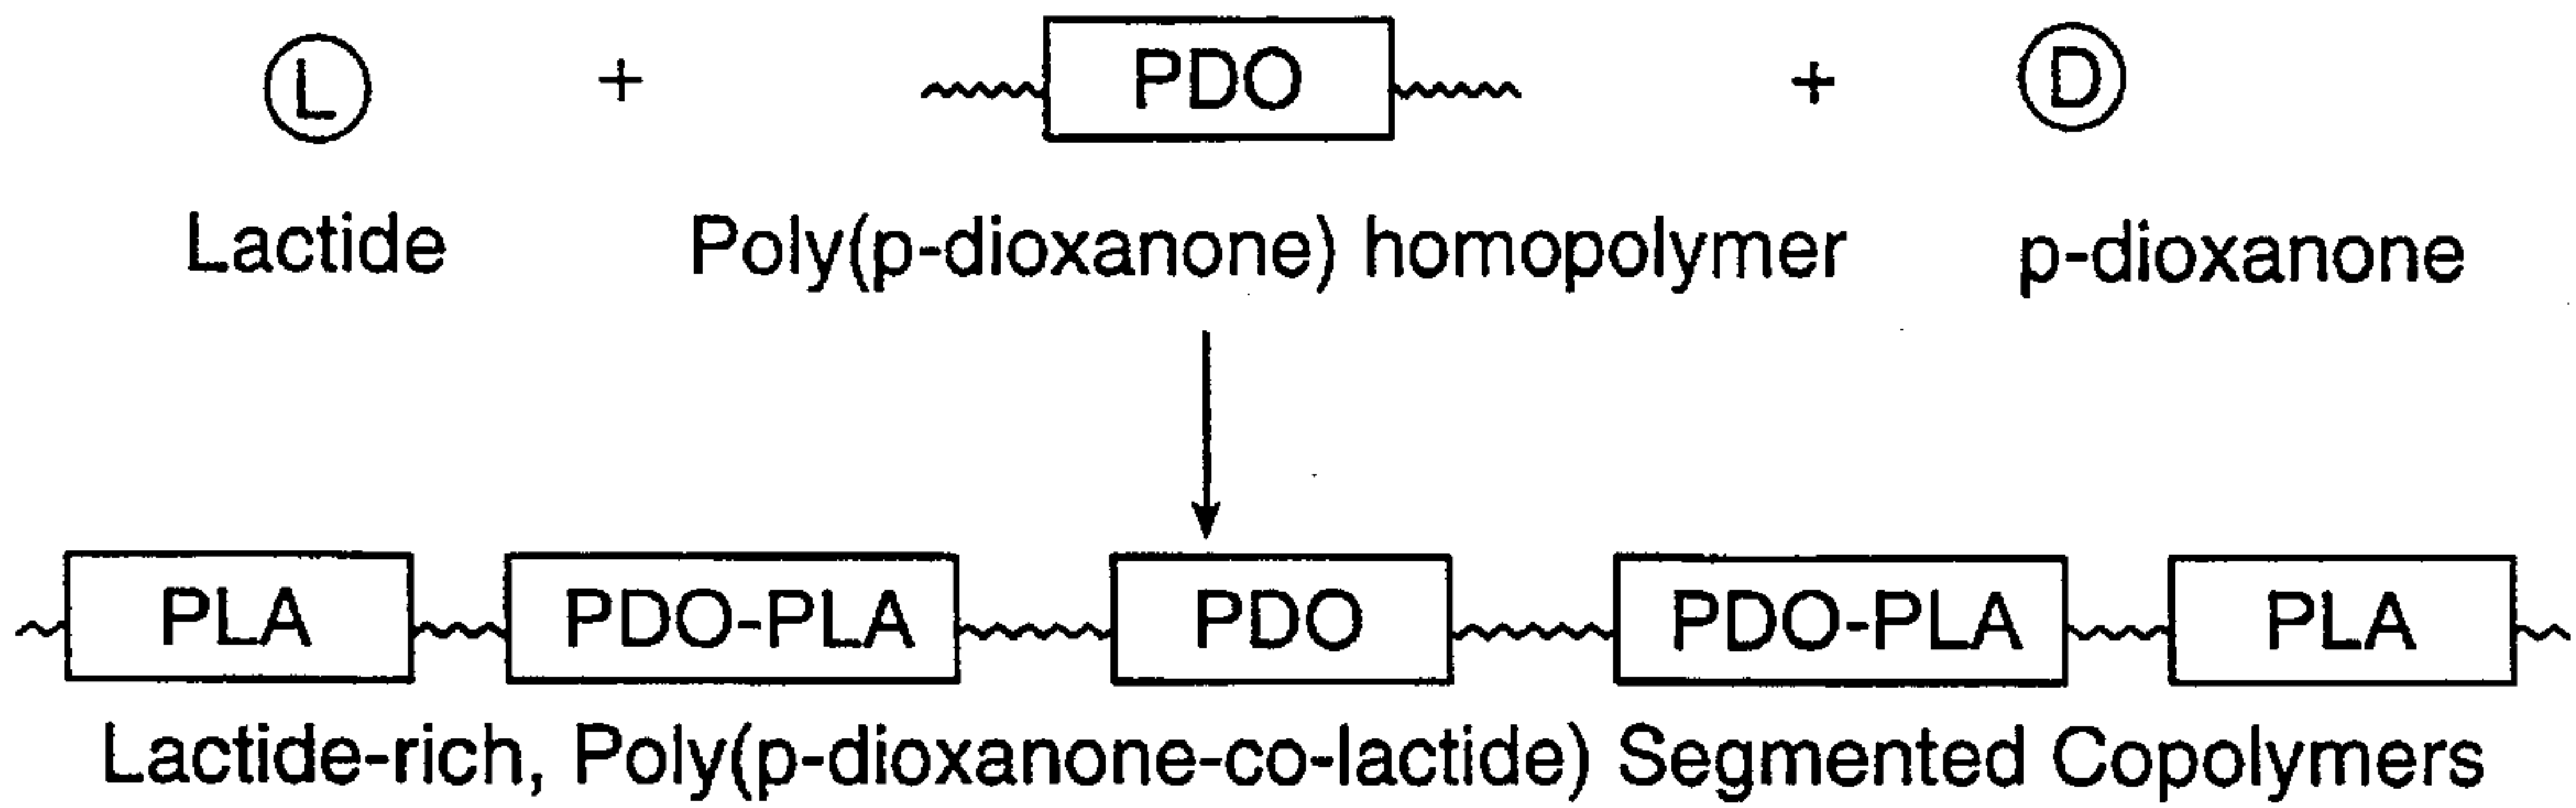 L + PDO + D
Lactide Poly(p-dioxanone) homopolymer p-dioxanone
PLA PDO-PLA PDO PDO-PLA PLA
Lactide-rich, Poly(p-dioxanone-co-lactide) Segmented Copolymers